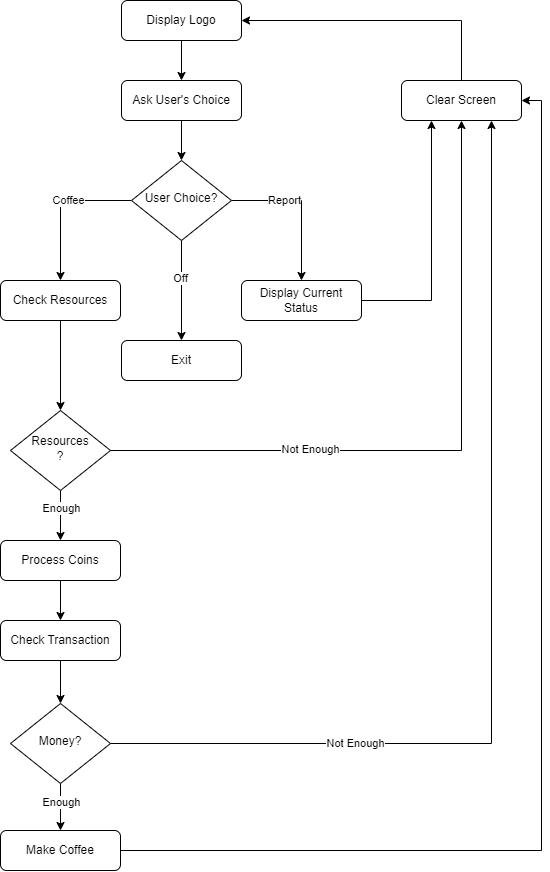 Display Logo
Ask User's Choice
Clear Screen
User Choice?
Coffee
Report
Off
Check Resources
Display Current
Status
Exit
Resources
?
Not Enough
Enough
Process Coins
Check Transaction
Money?
Not Enough
Enough
Make Coffee